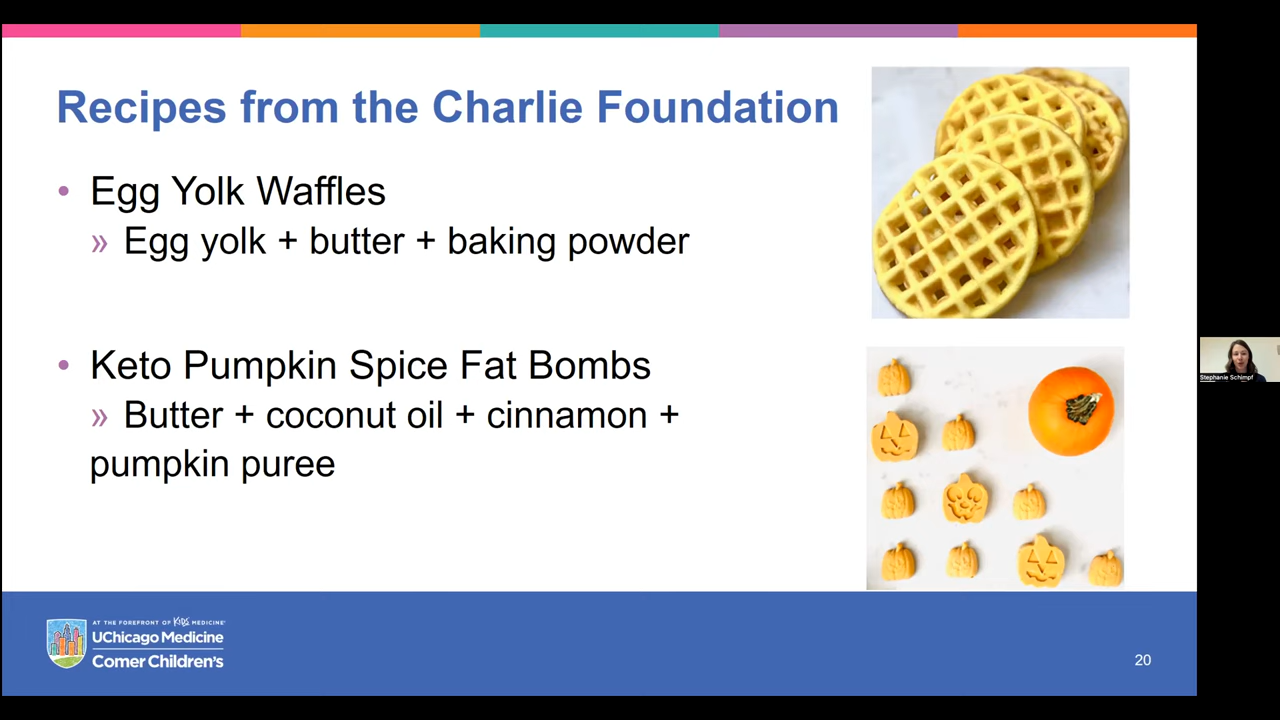 Recipes from the Charlie Foundation
• Egg Yolk Waffles
» Egg yolk + butter + baking powder
• Keto Pumpkin Spice Fat Bombs
» Butter + coconut oil + cinnamon +
pumpkin puree
Stephanie Schimpf
AT THE FOREFRONT OF KIDS MEDICINE®
UChicago Medicine
Comer Children's
20